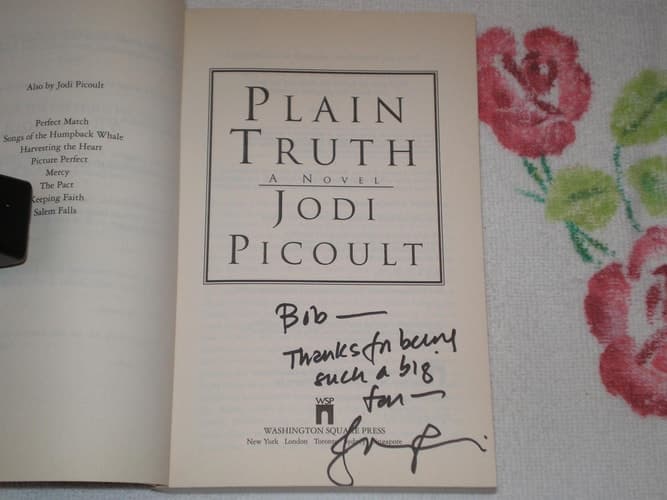 Also by Jodi Picoult
Perfect Match
Songs of the Humpback Whale
Harvesting the Heart
Picture Perfect
Mercy
The Pact
Keeping Faith
Salem Falls
PLAIN
TRUTH
A NOVEL
JODI
PICOULT
Bob —
Thanks for being
such a big
fan —
WSP
WASHINGTON SQUARE PRESS
New York London Toronto Sydney Singapore